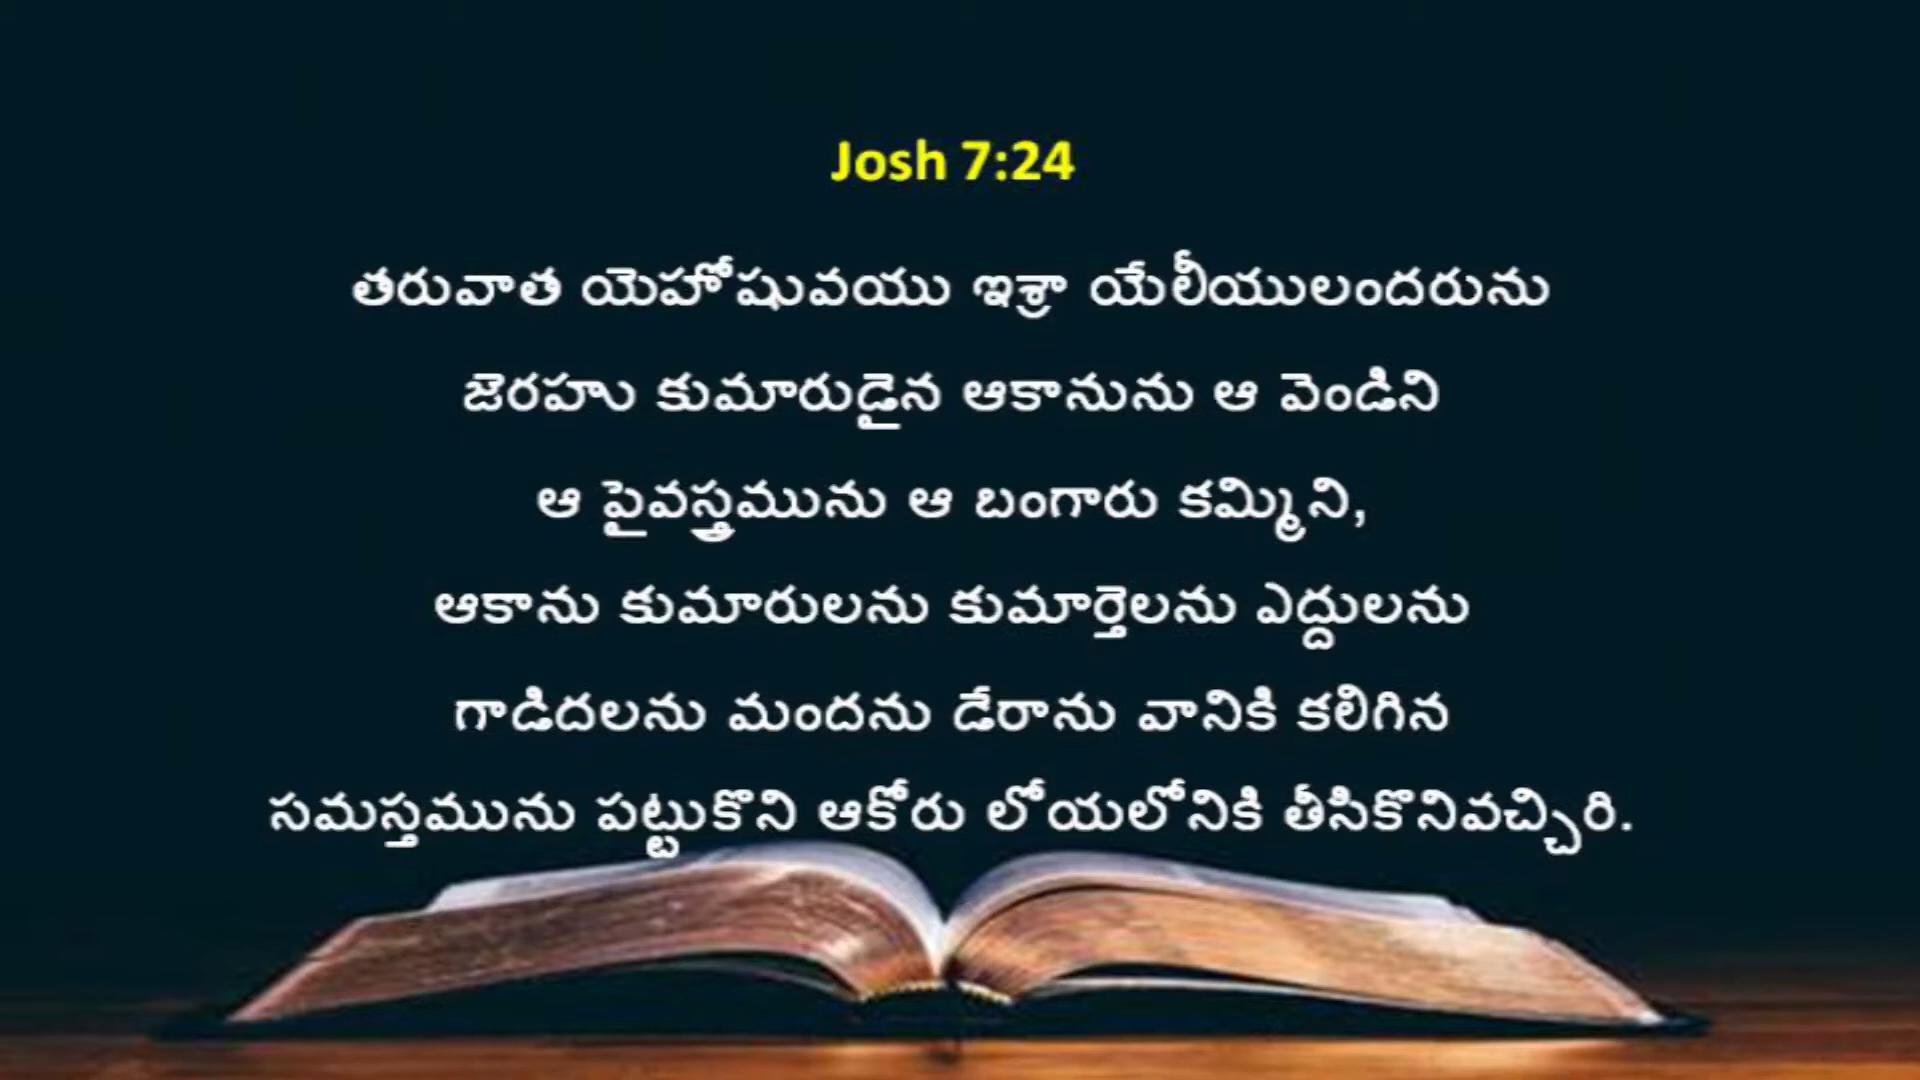 Josh 7:24
తరువాత యెహోషువయు ఇశ్రా యేలీయులందరును
జెరహు కుమారుడైన ఆకానును ఆ వెండిని
ఆ పైవస్త్రమును ఆ బంగారు కమ్మిని,
ఆకాను కుమారులను కుమార్తెలను ఎద్దులను
గాడిదలను మందను డేరాను వానికి కలిగిన
సమస్తమును పట్టుకొని ఆకోరు లోయలోనికి తీసికొనివచ్చిరి.